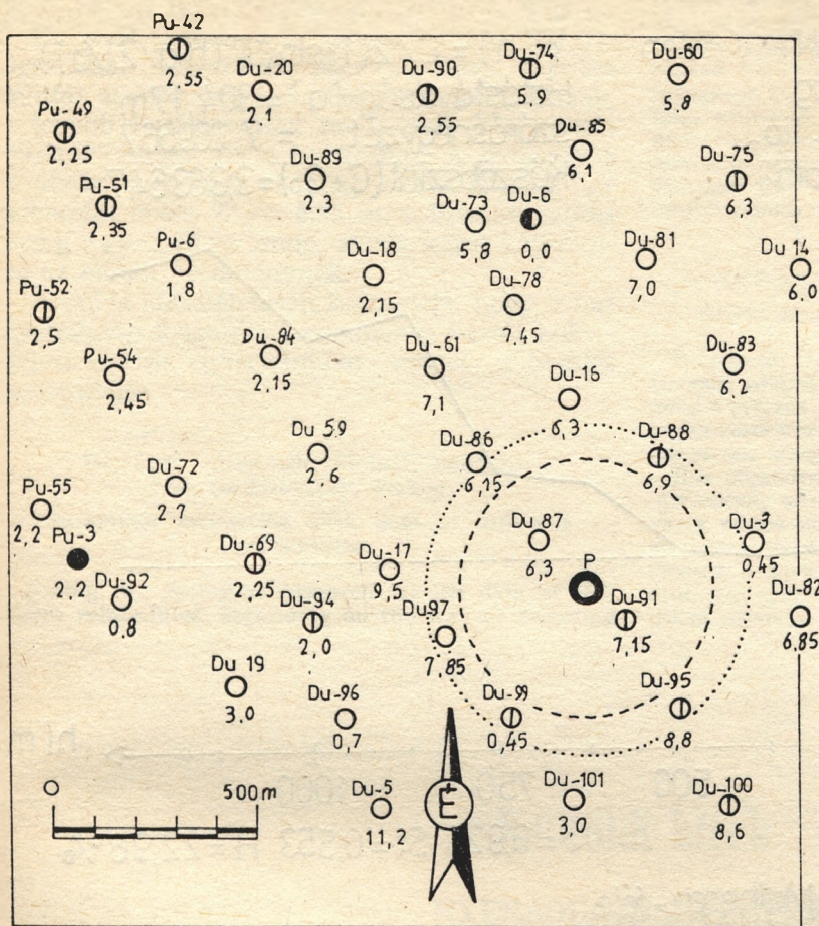 Pu-42
2,55
Du-20
2,1
Du-90
2,55
Du-74
5,9
Du-60
5,8
Pu-49
2,25
Du-89
2,3
Du-85
6,1
Du-75
6,3
Pu-51
2,35
Du-73
5,8
Du-6
0,0
Pu-6
1,8
Du-18
2,15
Du-81
7,0
Du 14
6,0
Pu-52
2,5
Du-78
7,45
Pu-54
2,45
Du-84
2,15
Du-61
7,1
Du-16
6,3
Du-83
6,2
Du 59
2,6
Du-86
6,15
Du-88
6,9
Du-72
2,7
Pu-55
2,2
Pu-3
2,2
Du-69
2,25
Du-17
9,5
Du-87
6,3
P
Du-3
0,45
Du-92
0,8
Du-94
2,0
Du97
7,85
Du-91
7,15
Du-82
6,85
Du 19
3,0
Du-96
0,7
Du-99
0,45
Du-95
8,8
0
500m
Du-5
11,2
É
Du-101
3,0
Du-100
8,6